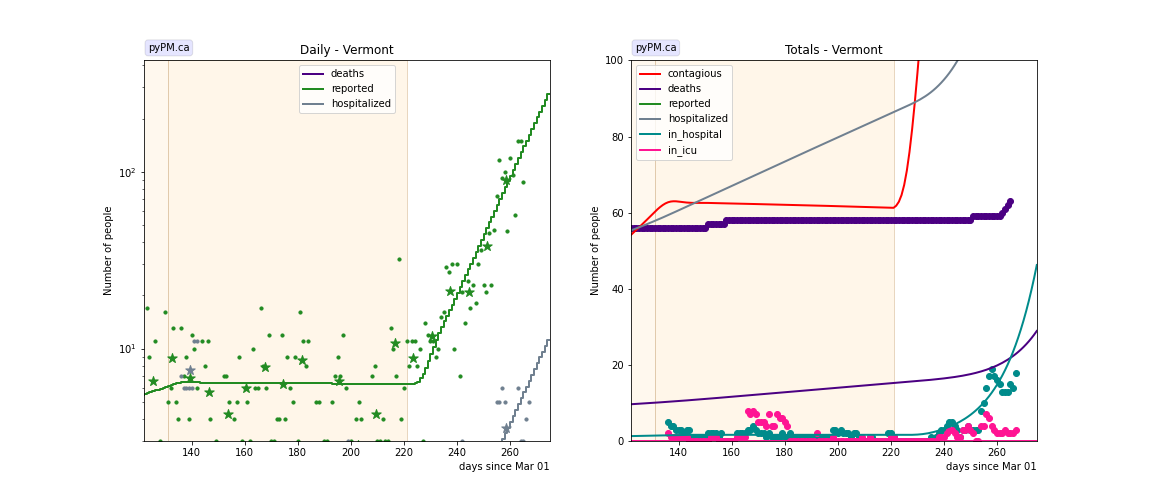 pyPM.ca
Daily - Vermont
deaths
reported
hospitalized
Number of people
10²
10¹
140 160 180 200 220 240 260
days since Mar 01
pyPM.ca
Totals - Vermont
contagious
deaths
reported
hospitalized
in_hospital
in_icu
Number of people
100
80
60
40
20
0
140 160 180 200 220 240 260
days since Mar 01